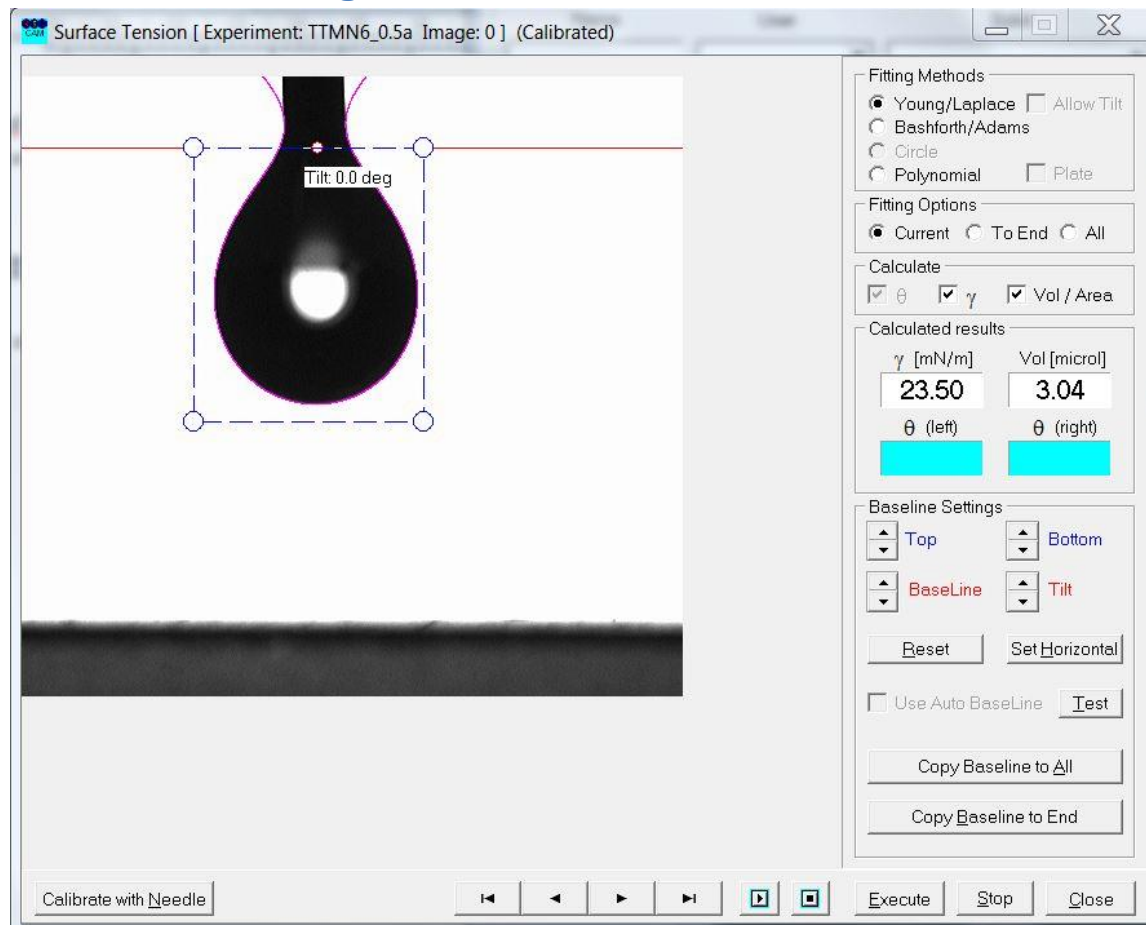 CAM
Surface Tension [ Experiment: TTMN6_0.5a Image: 0 ] (Calibrated)
Tilt: 0.0 deg
Fitting Methods
Young/Laplace Allow Tilt
Bashforth/Adams
Circle
Polynomial Plate
Fitting Options
Current To End All
Calculate
θ γ Vol / Area
Calculated results
γ [mN/m] Vol [microl]
23.50 3.04
θ (left) θ (right)
Baseline Settings
Top Bottom
BaseLine Tilt
Reset Set Horizontal
Use Auto BaseLine Test
Copy Baseline to All
Copy Baseline to End
Calibrate with Needle Execute Stop Close